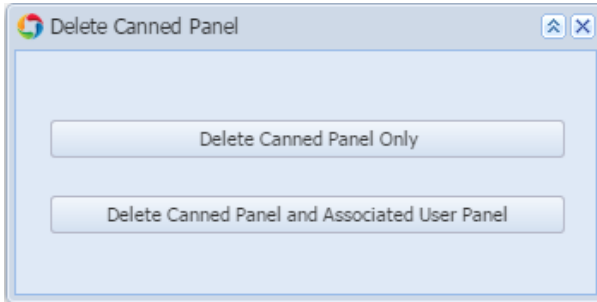 Delete Canned Panel
Delete Canned Panel Only
Delete Canned Panel and Associated User Panel